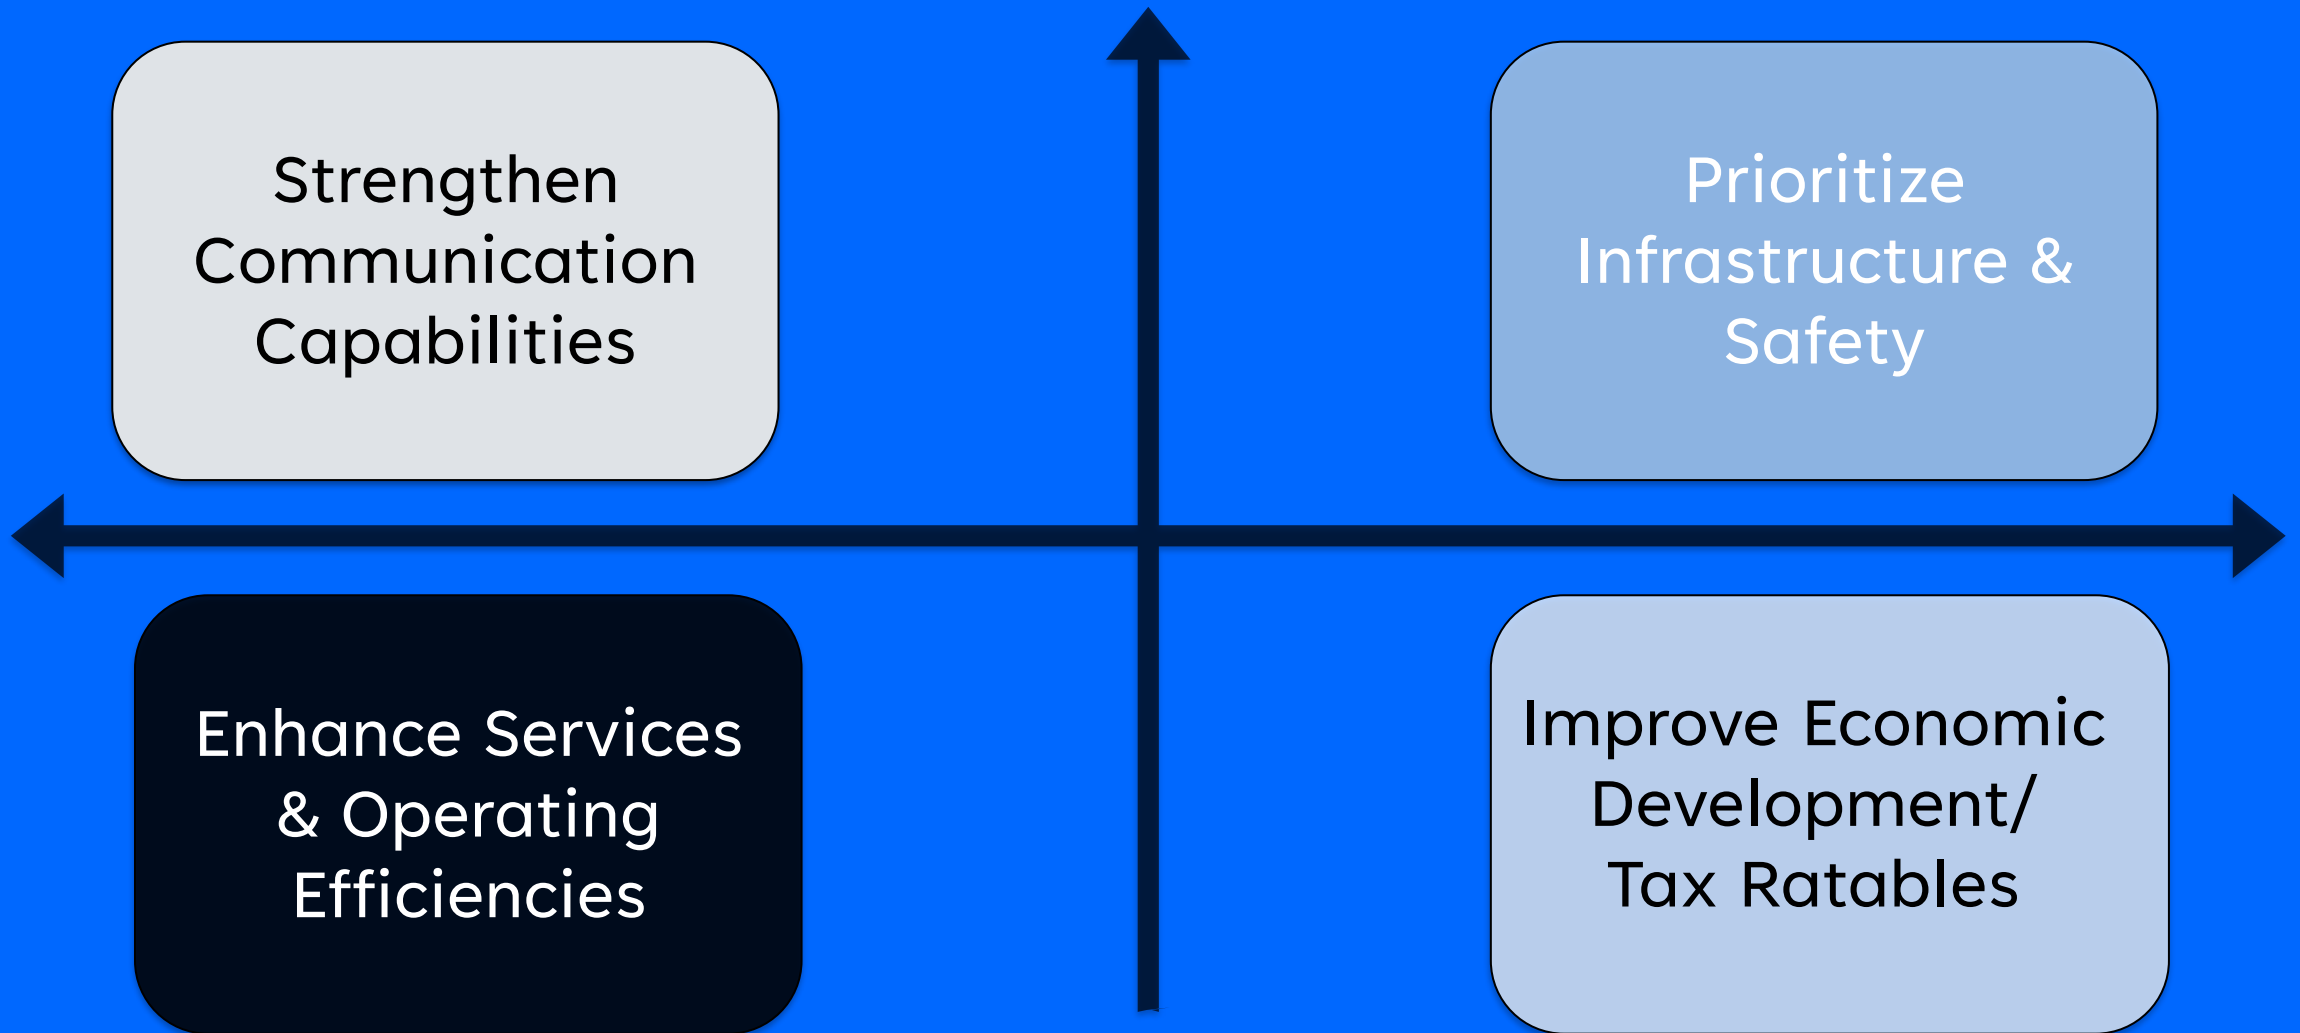 Strengthen
Communication
Capabilities
Prioritize
Infrastructure &
Safety
Enhance Services
& Operating
Efficiencies
Improve Economic
Development/
Tax Ratables